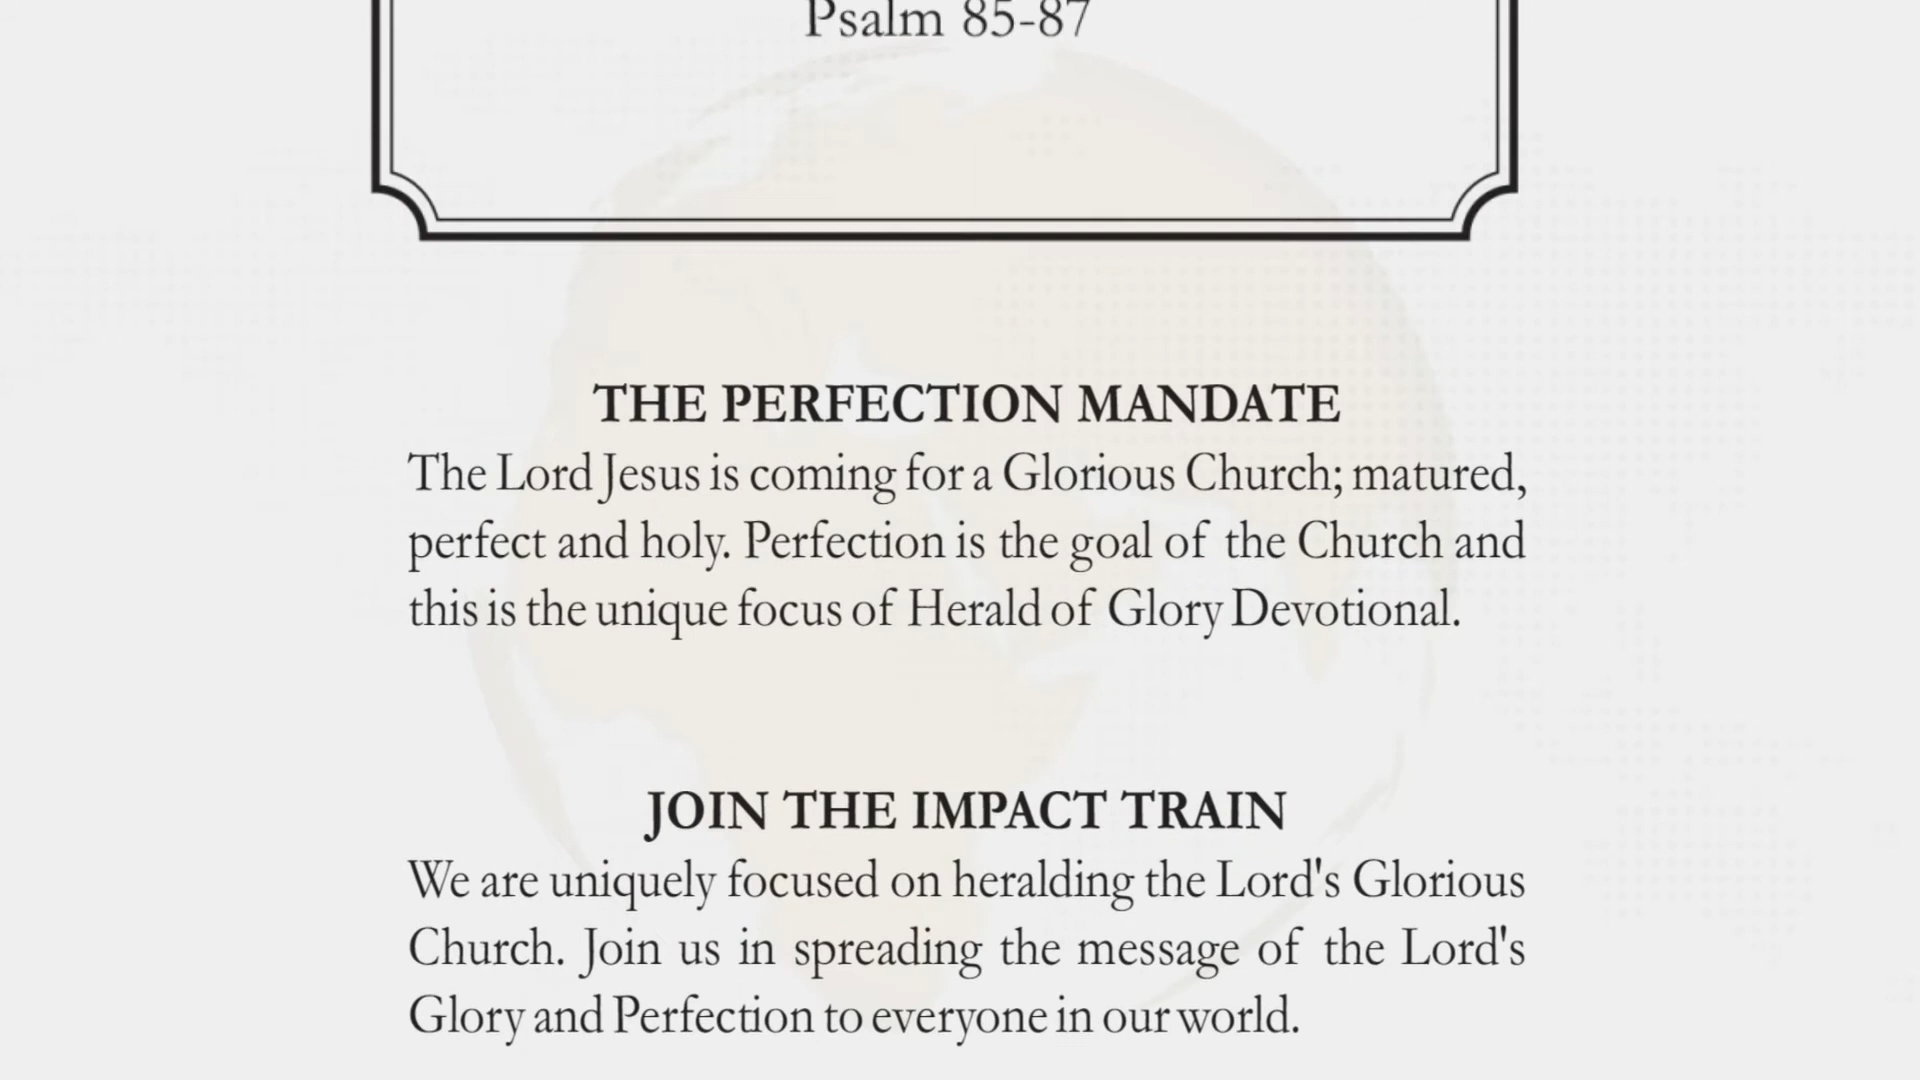 Psalm 85-87
THE PERFECTION MANDATE
The Lord Jesus is coming for a Glorious Church; matured,
perfect and holy. Perfection is the goal of the Church and
this is the unique focus of Herald of Glory Devotional.
JOIN THE IMPACT TRAIN
We are uniquely focused on heralding the Lord's Glorious
Church. Join us in spreading the message of the Lord's
Glory and Perfection to everyone in our world.